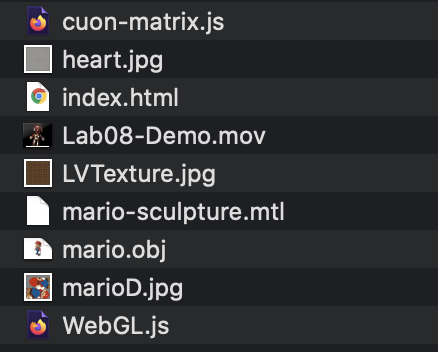 cuon-matrix.js
heart.jpg
index.html
Lab08-Demo.mov
LVTexture.jpg
mario-sculpture.mtl
mario.obj
marioD.jpg
WebGL.js